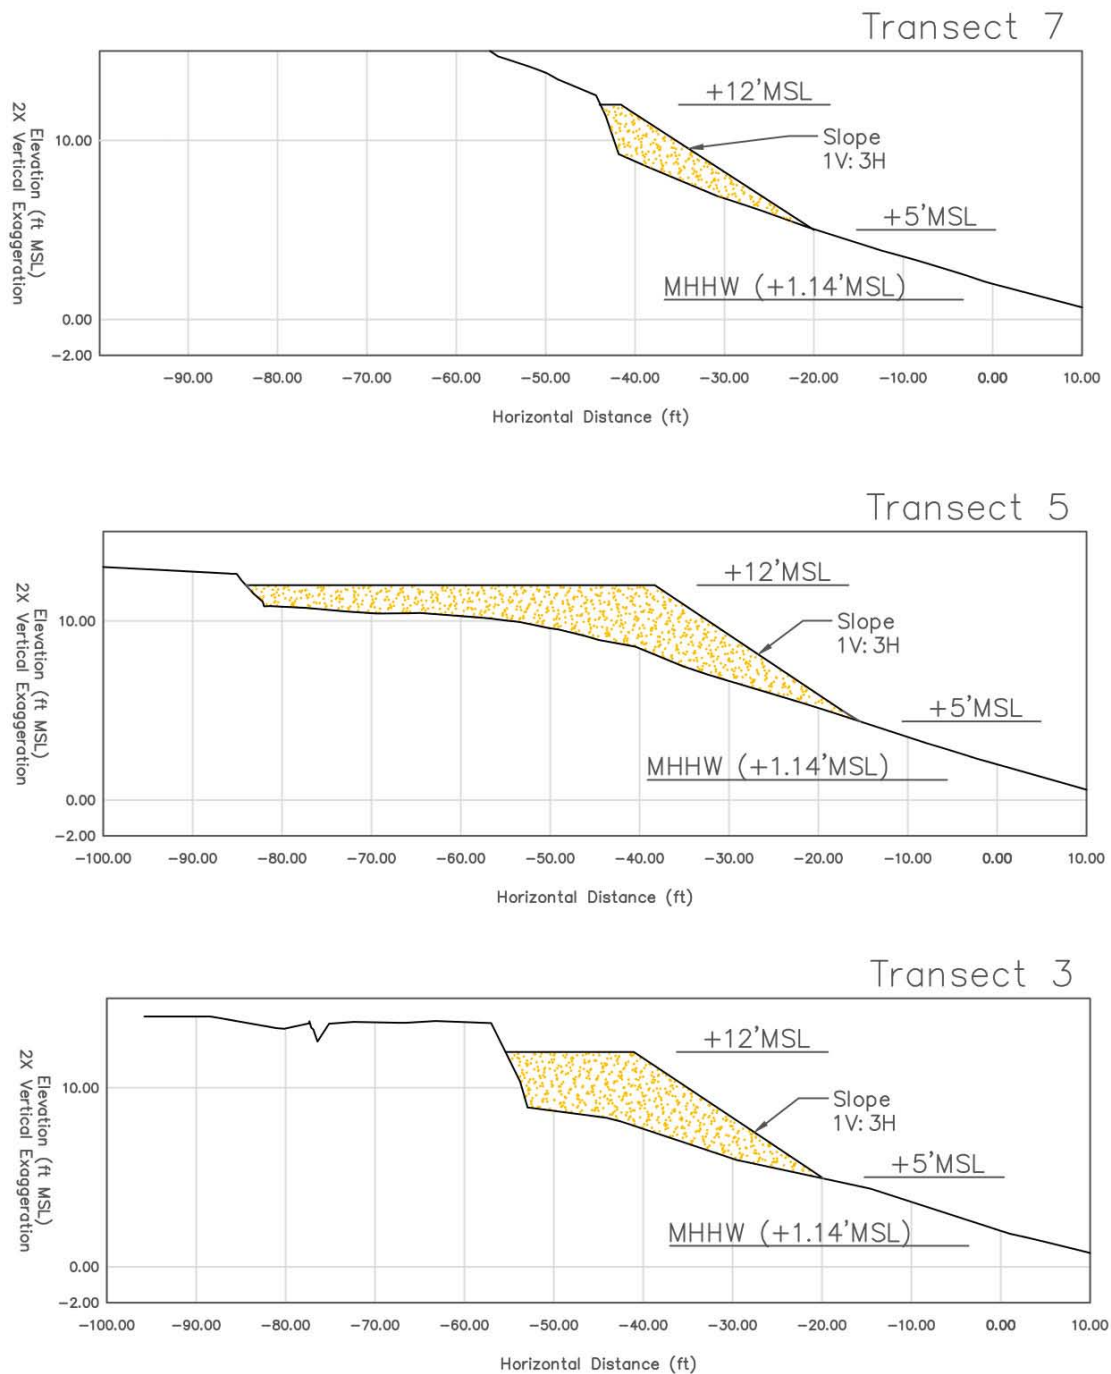 Transect 7
+12'MSL
Slope
1V: 3H
+5'MSL
MHHW (+1.14'MSL)
Elevation (ft MSL)
2X Vertical Exaggeration
10.00
0.00
-2.00
-90.00 -80.00 -70.00 -60.00 -50.00 -40.00 -30.00 -20.00 -10.00 0.00 10.00
Horizontal Distance (ft)
Transect 5
+12'MSL
Slope
1V: 3H
+5'MSL
MHHW (+1.14'MSL)
Elevation (ft MSL)
2X Vertical Exaggeration
10.00
0.00
-2.00
-100.00 -90.00 -80.00 -70.00 -60.00 -50.00 -40.00 -30.00 -20.00 -10.00 0.00 10.00
Horizontal Distance (ft)
Transect 3
+12'MSL
Slope
1V: 3H
+5'MSL
MHHW (+1.14'MSL)
Elevation (ft MSL)
2X Vertical Exaggeration
10.00
0.00
-2.00
-100.00 -90.00 -80.00 -70.00 -60.00 -50.00 -40.00 -30.00 -20.00 -10.00 0.00 10.00
Horizontal Distance (ft)